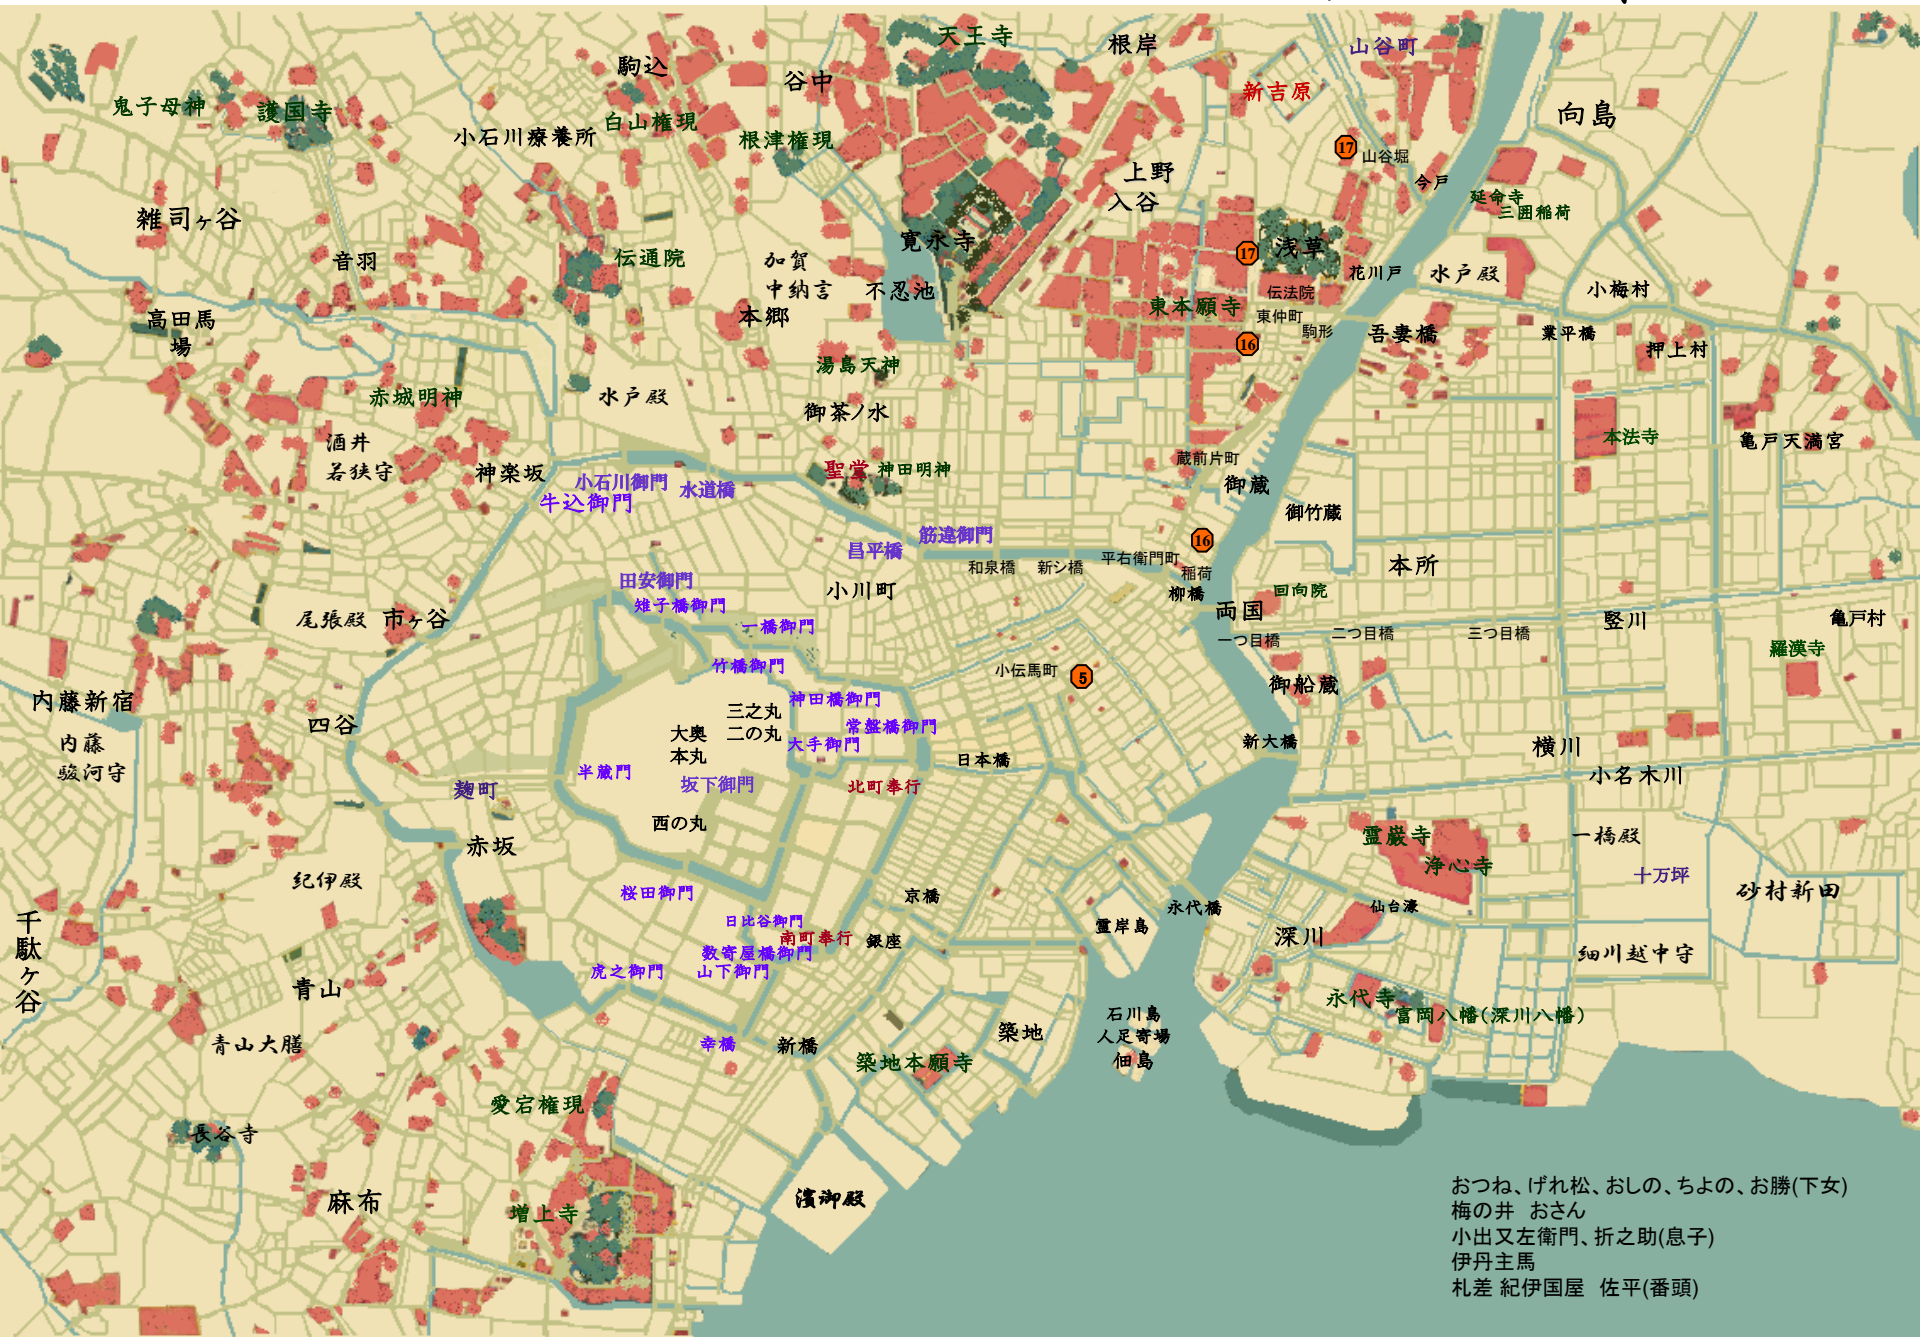 天王寺
根岸
山谷町
駒込
谷中
新吉原
鬼子母神
護国寺
白山権現
小石川療養所
根津権現
向島
17
山谷堀
上野
入谷
今戸
延命寺
三囲稲荷
雑司ヶ谷
音羽
伝通院
加賀
中納言
寛永寺
不忍池
17
浅草
花川戸
水戸殿
伝法院
小梅村
高田馬
場
本郷
東本願寺
東仲町
駒形
16
吾妻橋
業平橋
押上村
湯島天神
赤城明神
水戸殿
御茶ノ水
酒井
若狭守
神楽坂
本法寺
亀戸天満宮
聖堂
神田明神
蔵前片町
御蔵
小石川御門
水道橋
牛込御門
御竹蔵
筋違御門
昌平橋
16
和泉橋
新シ橋
平右衛門町
稲荷
柳橋
本所
田安御門
雉子橋御門
小川町
回向院
両国
尾張殿
市ヶ谷
一橋御門
一つ目橋
二つ目橋
三つ目橋
竪川
亀戸村
竹橋御門
小伝馬町
5
羅漢寺
内藤新宿
四谷
神田橋御門
御船蔵
三之丸
二の丸
大奥
本丸
常盤橋御門
大手御門
内藤
駿河守
日本橋
新大橋
横川
小名木川
半蔵門
坂下御門
北町奉行
麹町
西の丸
赤坂
霊巌寺
浄心寺
一橋殿
十万坪
砂村新田
紀伊殿
桜田御門
京橋
永代橋
仙台濠
日比谷御門
南町奉行
銀座
霊岸島
深川
数寄屋橋御門
細川越中守
千駄ヶ谷
虎之御門
山下御門
青山
永代寺
富岡八幡(深川八幡)
石川島
人足寄場
佃島
青山大膳
幸橋
新橋
築地
築地本願寺
愛宕権現
長谷寺
麻布
増上寺
濱御殿
おつね、げれ松、おしの、ちよの、お勝(下女)
梅の井　おさん
小出又左衛門、折之助(息子)
伊丹主馬
札差 紀伊国屋　佐平(番頭)